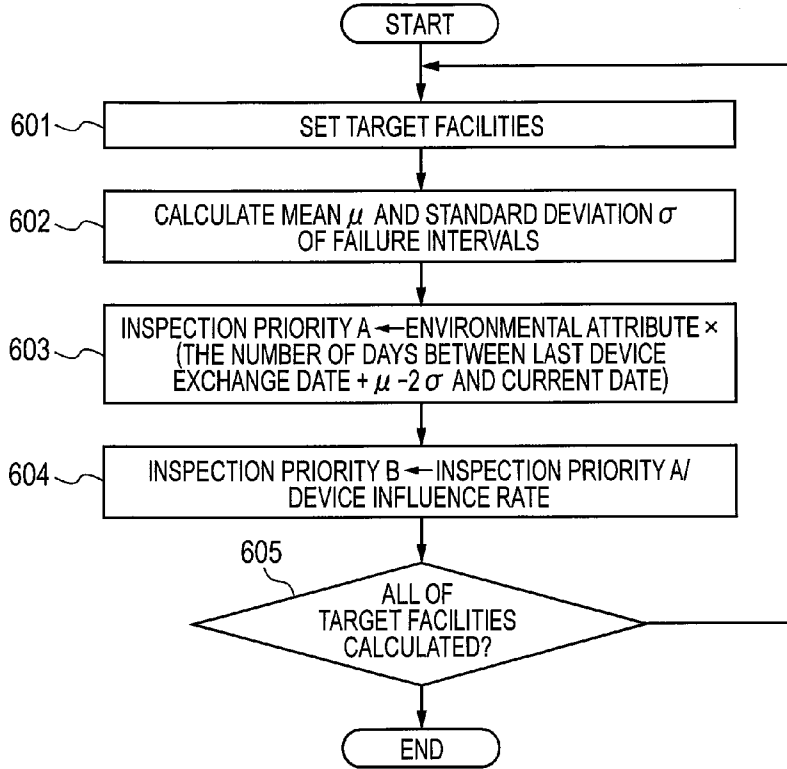 START
601
SET TARGET FACILITIES
602
CALCULATE MEAN μ AND STANDARD DEVIATION σ
OF FAILURE INTERVALS
603
INSPECTION PRIORITY A←ENVIRONMENTAL ATTRIBUTE ×
(THE NUMBER OF DAYS BETWEEN LAST DEVICE
EXCHANGE DATE + μ -2 σ AND CURRENT DATE)
604
INSPECTION PRIORITY B←INSPECTION PRIORITY A/
DEVICE INFLUENCE RATE
605
ALL OF
TARGET FACILITIES
CALCULATED?
END